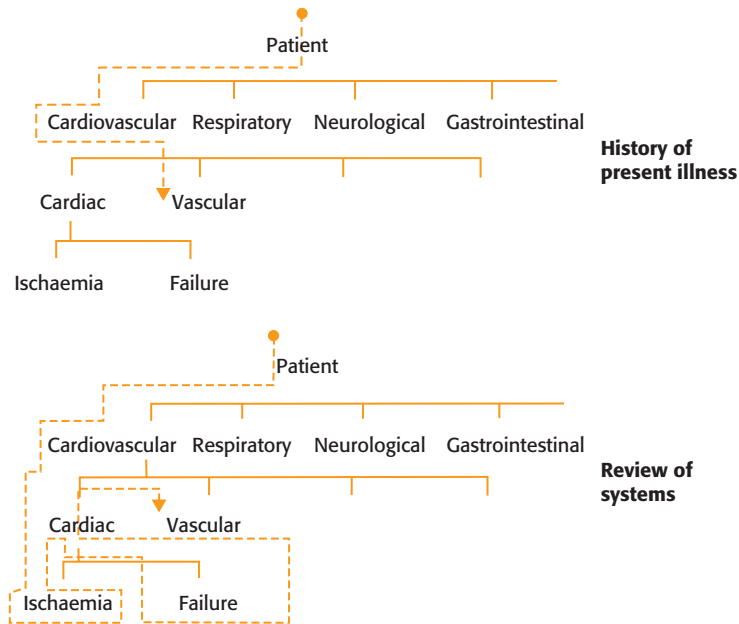 Patient
Cardiovascular Respiratory Neurological Gastrointestinal
History of
present illness
Cardiac Vascular
Ischaemia Failure
Patient
Cardiovascular Respiratory Neurological Gastrointestinal
Review of
systems
Cardiac Vascular
Ischaemia Failure